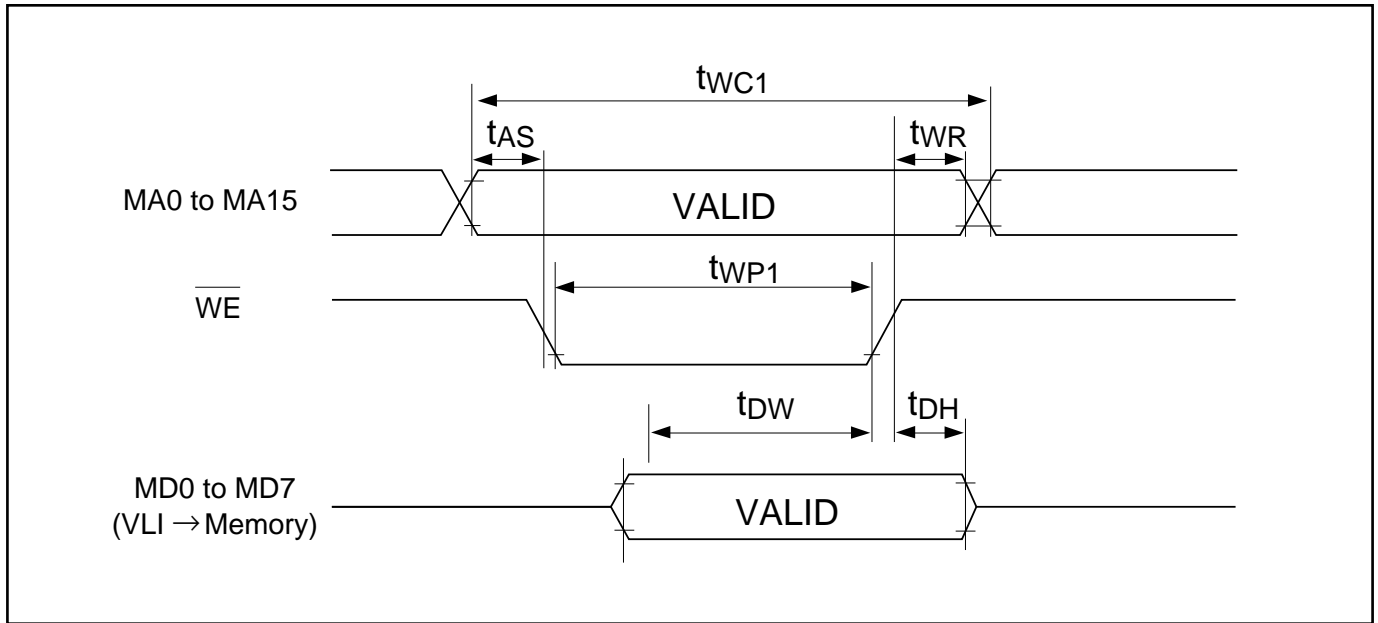 tWC1
tAS
tWR
MA0 to MA15
VALID
tWP1
WE
tDW
tDH
MD0 to MD7
(VLI → Memory)
VALID